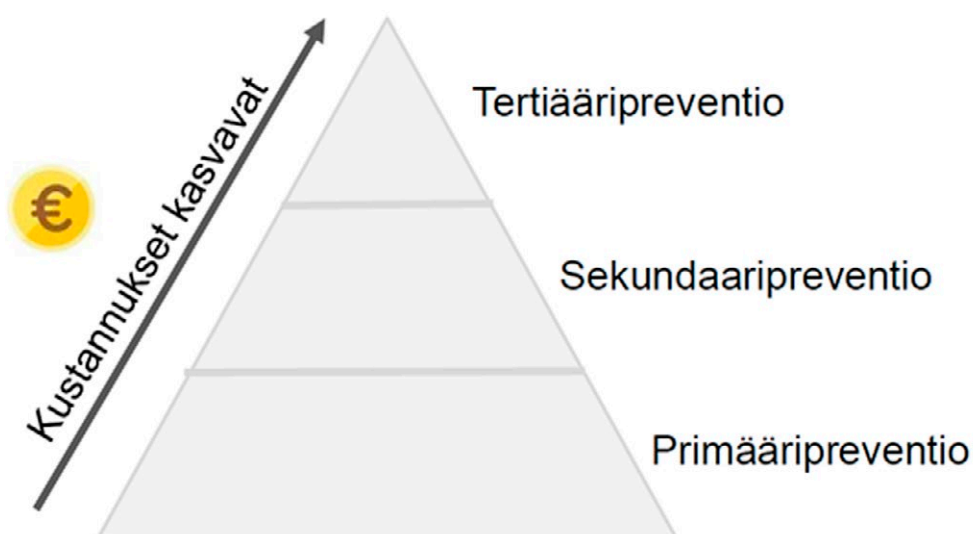 Tertiääripreventio
Kustannukset kasvavat
€
Sekundaaripreventio
Primääripreventio